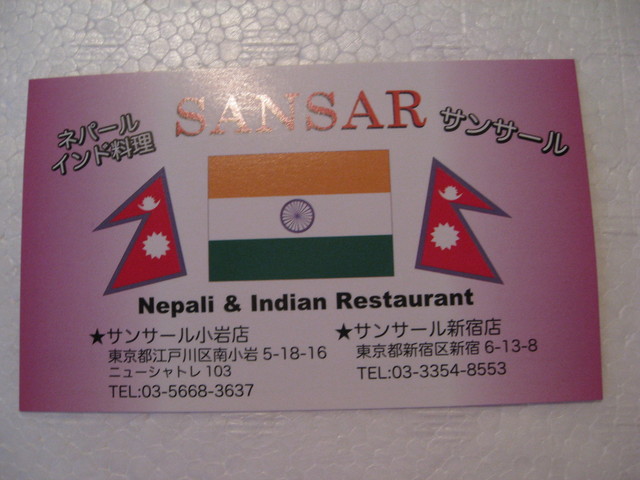 ネパール
インド料理
SANSAR
サンサール
Nepali & Indian Restaurant
★サンサール小岩店
東京都江戸川区南小岩 5-18-16
ニューシャトレ 103
TEL:03-5668-3637
★サンサール新宿店
東京都新宿区新宿 6-13-8
TEL:03-3354-8553